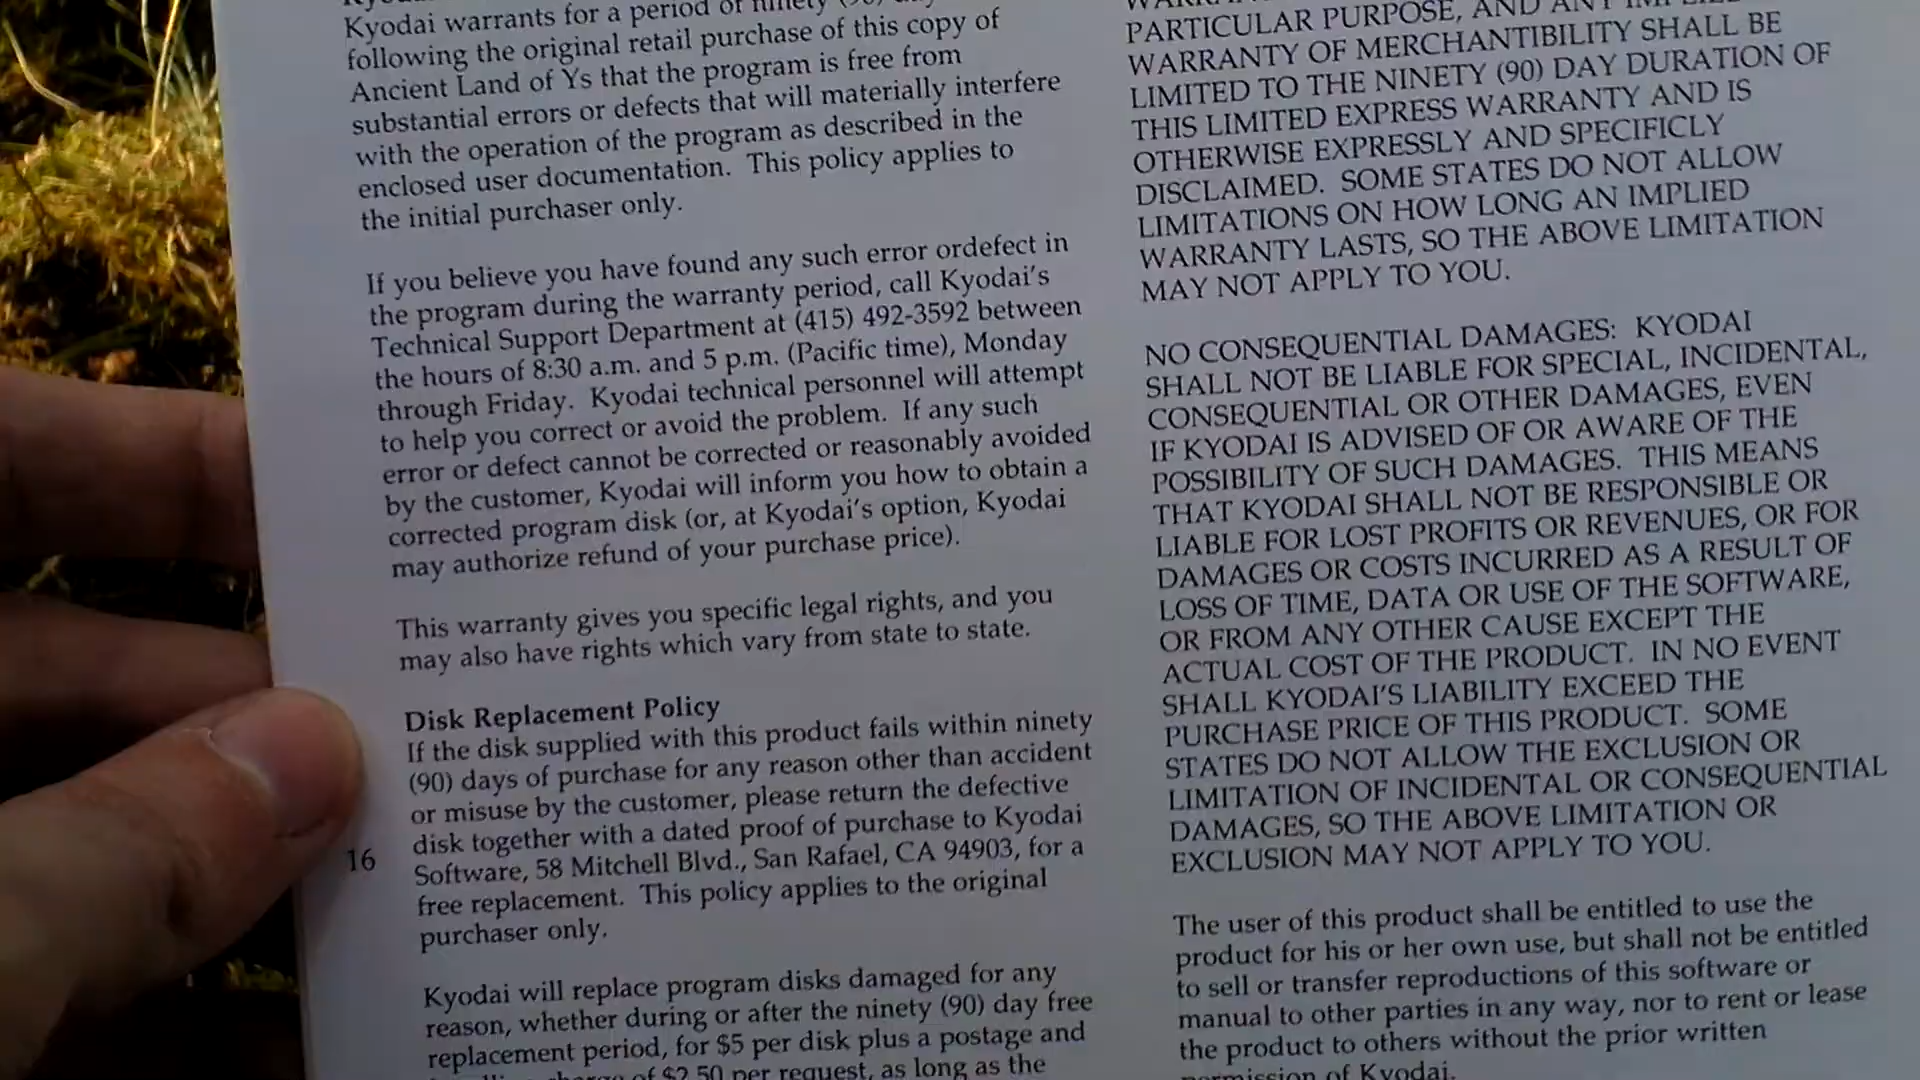 Kyodai warrants for a period of ninety (90)
following the original retail purchase of this copy of
Ancient Land of Ys that the program is free from
substantial errors or defects that will materially interfere
with the operation of the program as described in the
enclosed user documentation. This policy applies to
the initial purchaser only.
If you believe you have found any such error ordefect in
the program during the warranty period, call Kyodai's
Technical Support Department at (415) 492-3592 between
the hours of 8:30 a.m. and 5 p.m. (Pacific time), Monday
through Friday. Kyodai technical personnel will attempt
to help you correct or avoid the problem. If any such
error or defect cannot be corrected or reasonably avoided
by the customer, Kyodai will inform you how to obtain a
corrected program disk (or, at Kyodai's option, Kyodai
may authorize refund of your purchase price).
This warranty gives you specific legal rights, and you
may also have rights which vary from state to state.
Disk Replacement Policy
If the disk supplied with this product fails within ninety
(90) days of purchase for any reason other than accident
or misuse by the customer, please return the defective
disk together with a dated proof of purchase to Kyodai
Software, 58 Mitchell Blvd., San Rafael, CA 94903, for a
free replacement. This policy applies to the original
purchaser only.
Kyodai will replace program disks damaged for any
reason, whether during or after the ninety (90) day free
replacement period, for $5 per disk plus a postage and
of $2.50 per request, as long as the
16
PARTICULAR PURPOSE, AND ANY
WARRANTY OF MERCHANTIBILITY SHALL BE
LIMITED TO THE NINETY (90) DAY DURATION OF
THIS LIMITED EXPRESS WARRANTY AND IS
OTHERWISE EXPRESSLY AND SPECIFICLY
DISCLAIMED. SOME STATES DO NOT ALLOW
LIMITATIONS ON HOW LONG AN IMPLIED
WARRANTY LASTS, SO THE ABOVE LIMITATION
MAY NOT APPLY TO YOU.
NO CONSEQUENTIAL DAMAGES: KYODAI
SHALL NOT BE LIABLE FOR SPECIAL, INCIDENTAL,
CONSEQUENTIAL OR OTHER DAMAGES, EVEN
IF KYODAI IS ADVISED OF OR AWARE OF THE
POSSIBILITY OF SUCH DAMAGES. THIS MEANS
THAT KYODAI SHALL NOT BE RESPONSIBLE OR
LIABLE FOR LOST PROFITS OR REVENUES, OR FOR
DAMAGES OR COSTS INCURRED AS A RESULT OF
LOSS OF TIME, DATA OR USE OF THE SOFTWARE,
OR FROM ANY OTHER CAUSE EXCEPT THE
ACTUAL COST OF THE PRODUCT. IN NO EVENT
SHALL KYODAI'S LIABILITY EXCEED THE
PURCHASE PRICE OF THIS PRODUCT. SOME
STATES DO NOT ALLOW THE EXCLUSION OR
LIMITATION OF INCIDENTAL OR CONSEQUENTIAL
DAMAGES, SO THE ABOVE LIMITATION OR
EXCLUSION MAY NOT APPLY TO YOU.
The user of this product shall be entitled to use the
product for his or her own use, but shall not be entitled
to sell or transfer reproductions of this software or
manual to other parties in any way, nor to rent or lease
the product to others without the prior written
permission of Kyodai.